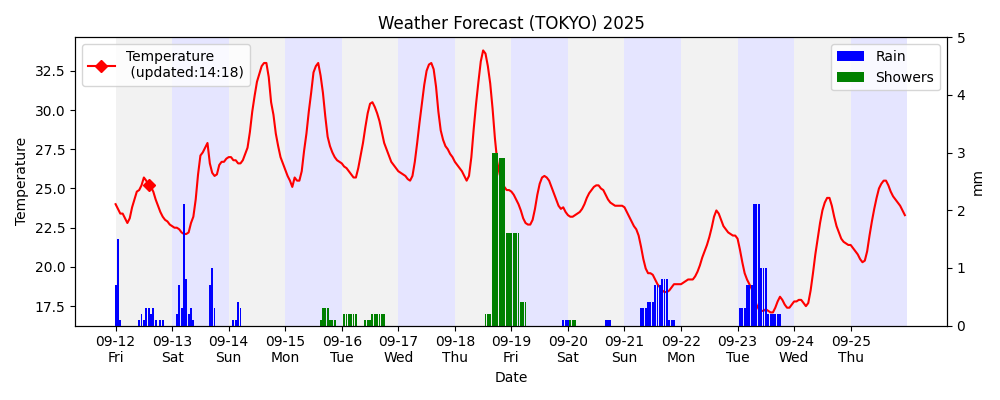 Weather Forecast (TOKYO) 2025
Temperature
(updated:14:18)
Rain
Showers
Temperature
32.5
30.0
27.5
25.0
22.5
20.0
17.5
5
4
3
2
1
0
mm
09-12 09-13 09-14 09-15 09-16 09-17 09-18 09-19 09-20 09-21 09-22 09-23 09-24 09-25
Fri Sat Sun Mon Tue Wed Thu Fri Sat Sun Mon Tue Wed Thu
Date